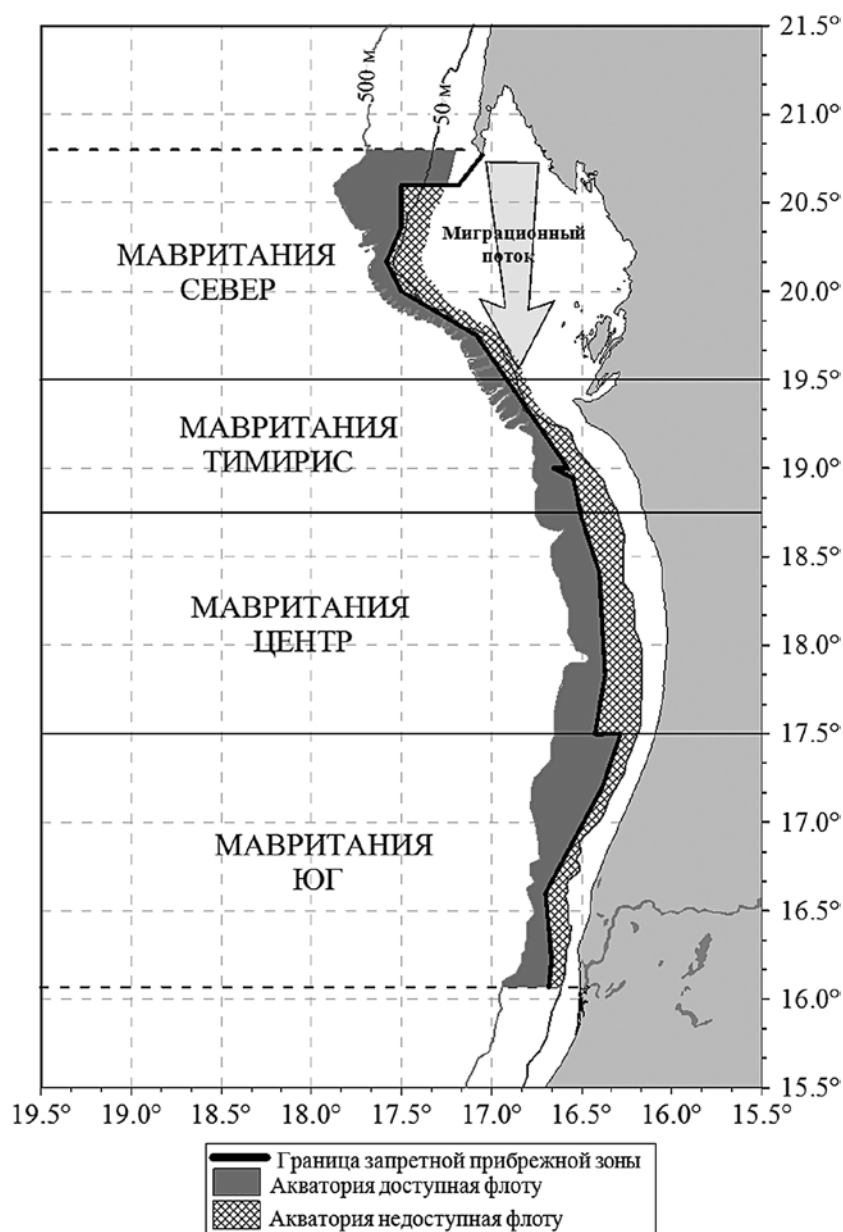 21.5°
500 м
50 м
21.0°
20.5°
Миграционный
поток
МАВРИТАНИЯ
СЕВЕР
20.0°
19.5°
МАВРИТАНИЯ
ТИМИРИС
19.0°
18.5°
МАВРИТАНИЯ
ЦЕНТР
18.0°
17.5°
17.0°
МАВРИТАНИЯ
ЮГ
16.5°
16.0°
15.5°
19.5° 19.0° 18.5° 18.0° 17.5° 17.0° 16.5° 16.0° 15.5°
Граница запретной прибрежной зоны
Акватория доступная флоту
Акватория недоступная флоту